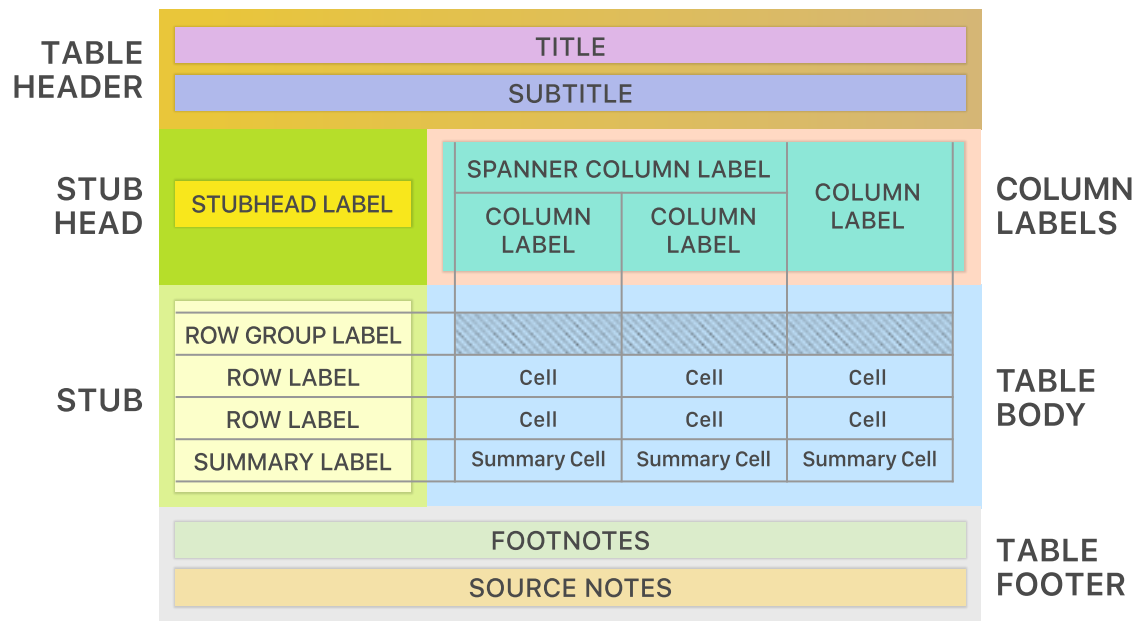 TABLE
HEADER
TITLE
SUBTITLE
STUB
HEAD
STUBHEAD LABEL
SPANNER COLUMN LABEL
COLUMN
LABEL
COLUMN
LABEL
COLUMN
LABEL
COLUMN
LABELS
STUB
ROW GROUP LABEL
ROW LABEL
Cell
Cell
Cell
ROW LABEL
Cell
Cell
Cell
SUMMARY LABEL
Summary Cell
Summary Cell
Summary Cell
TABLE
BODY
FOOTNOTES
SOURCE NOTES
TABLE
FOOTER